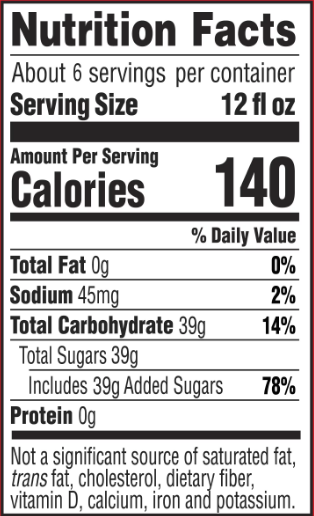 Nutrition Facts
About 6 servings per container
Serving Size 12 fl oz
Amount Per Serving
Calories 140
% Daily Value
Total Fat 0g 0%
Sodium 45mg 2%
Total Carbohydrate 39g 14%
Total Sugars 39g
Includes 39g Added Sugars 78%
Protein 0g
Not a significant source of saturated fat,
trans fat, cholesterol, dietary fiber,
vitamin D, calcium, iron and potassium.